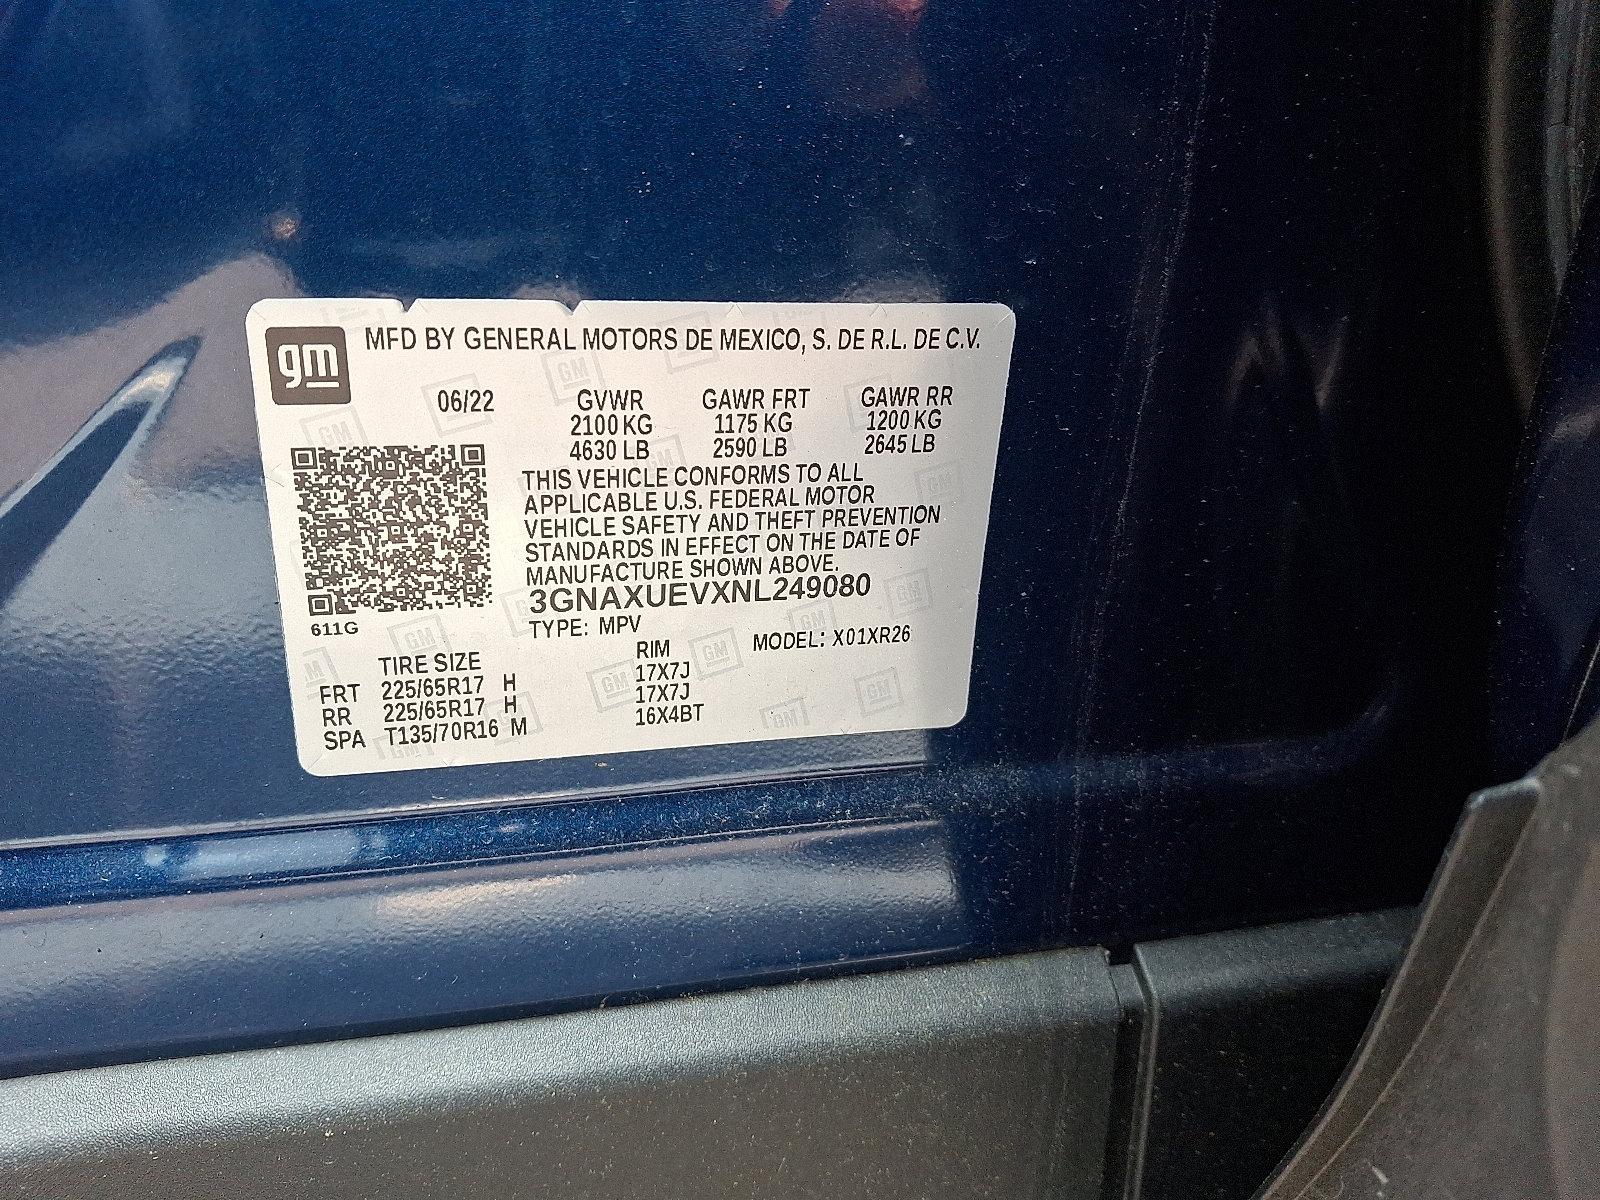 gm
MFD BY GENERAL MOTORS DE MEXICO, S. DE R.L. DE C.V.
06/22 GVWR GAWR FRT GAWR RR
2100 KG 1175 KG 1200 KG
4630 LB 2590 LB 2645 LB
THIS VEHICLE CONFORMS TO ALL
APPLICABLE U.S. FEDERAL MOTOR
VEHICLE SAFETY AND THEFT PREVENTION
STANDARDS IN EFFECT ON THE DATE OF
MANUFACTURE SHOWN ABOVE.
3GNAXUEVXNL249080
611G
TYPE: MPV MODEL: X01XR26
TIRE SIZE RIM
FRT 225/65R17 H 17X7J
RR 225/65R17 H 17X7J
SPA T135/70R16 M 16X4BT